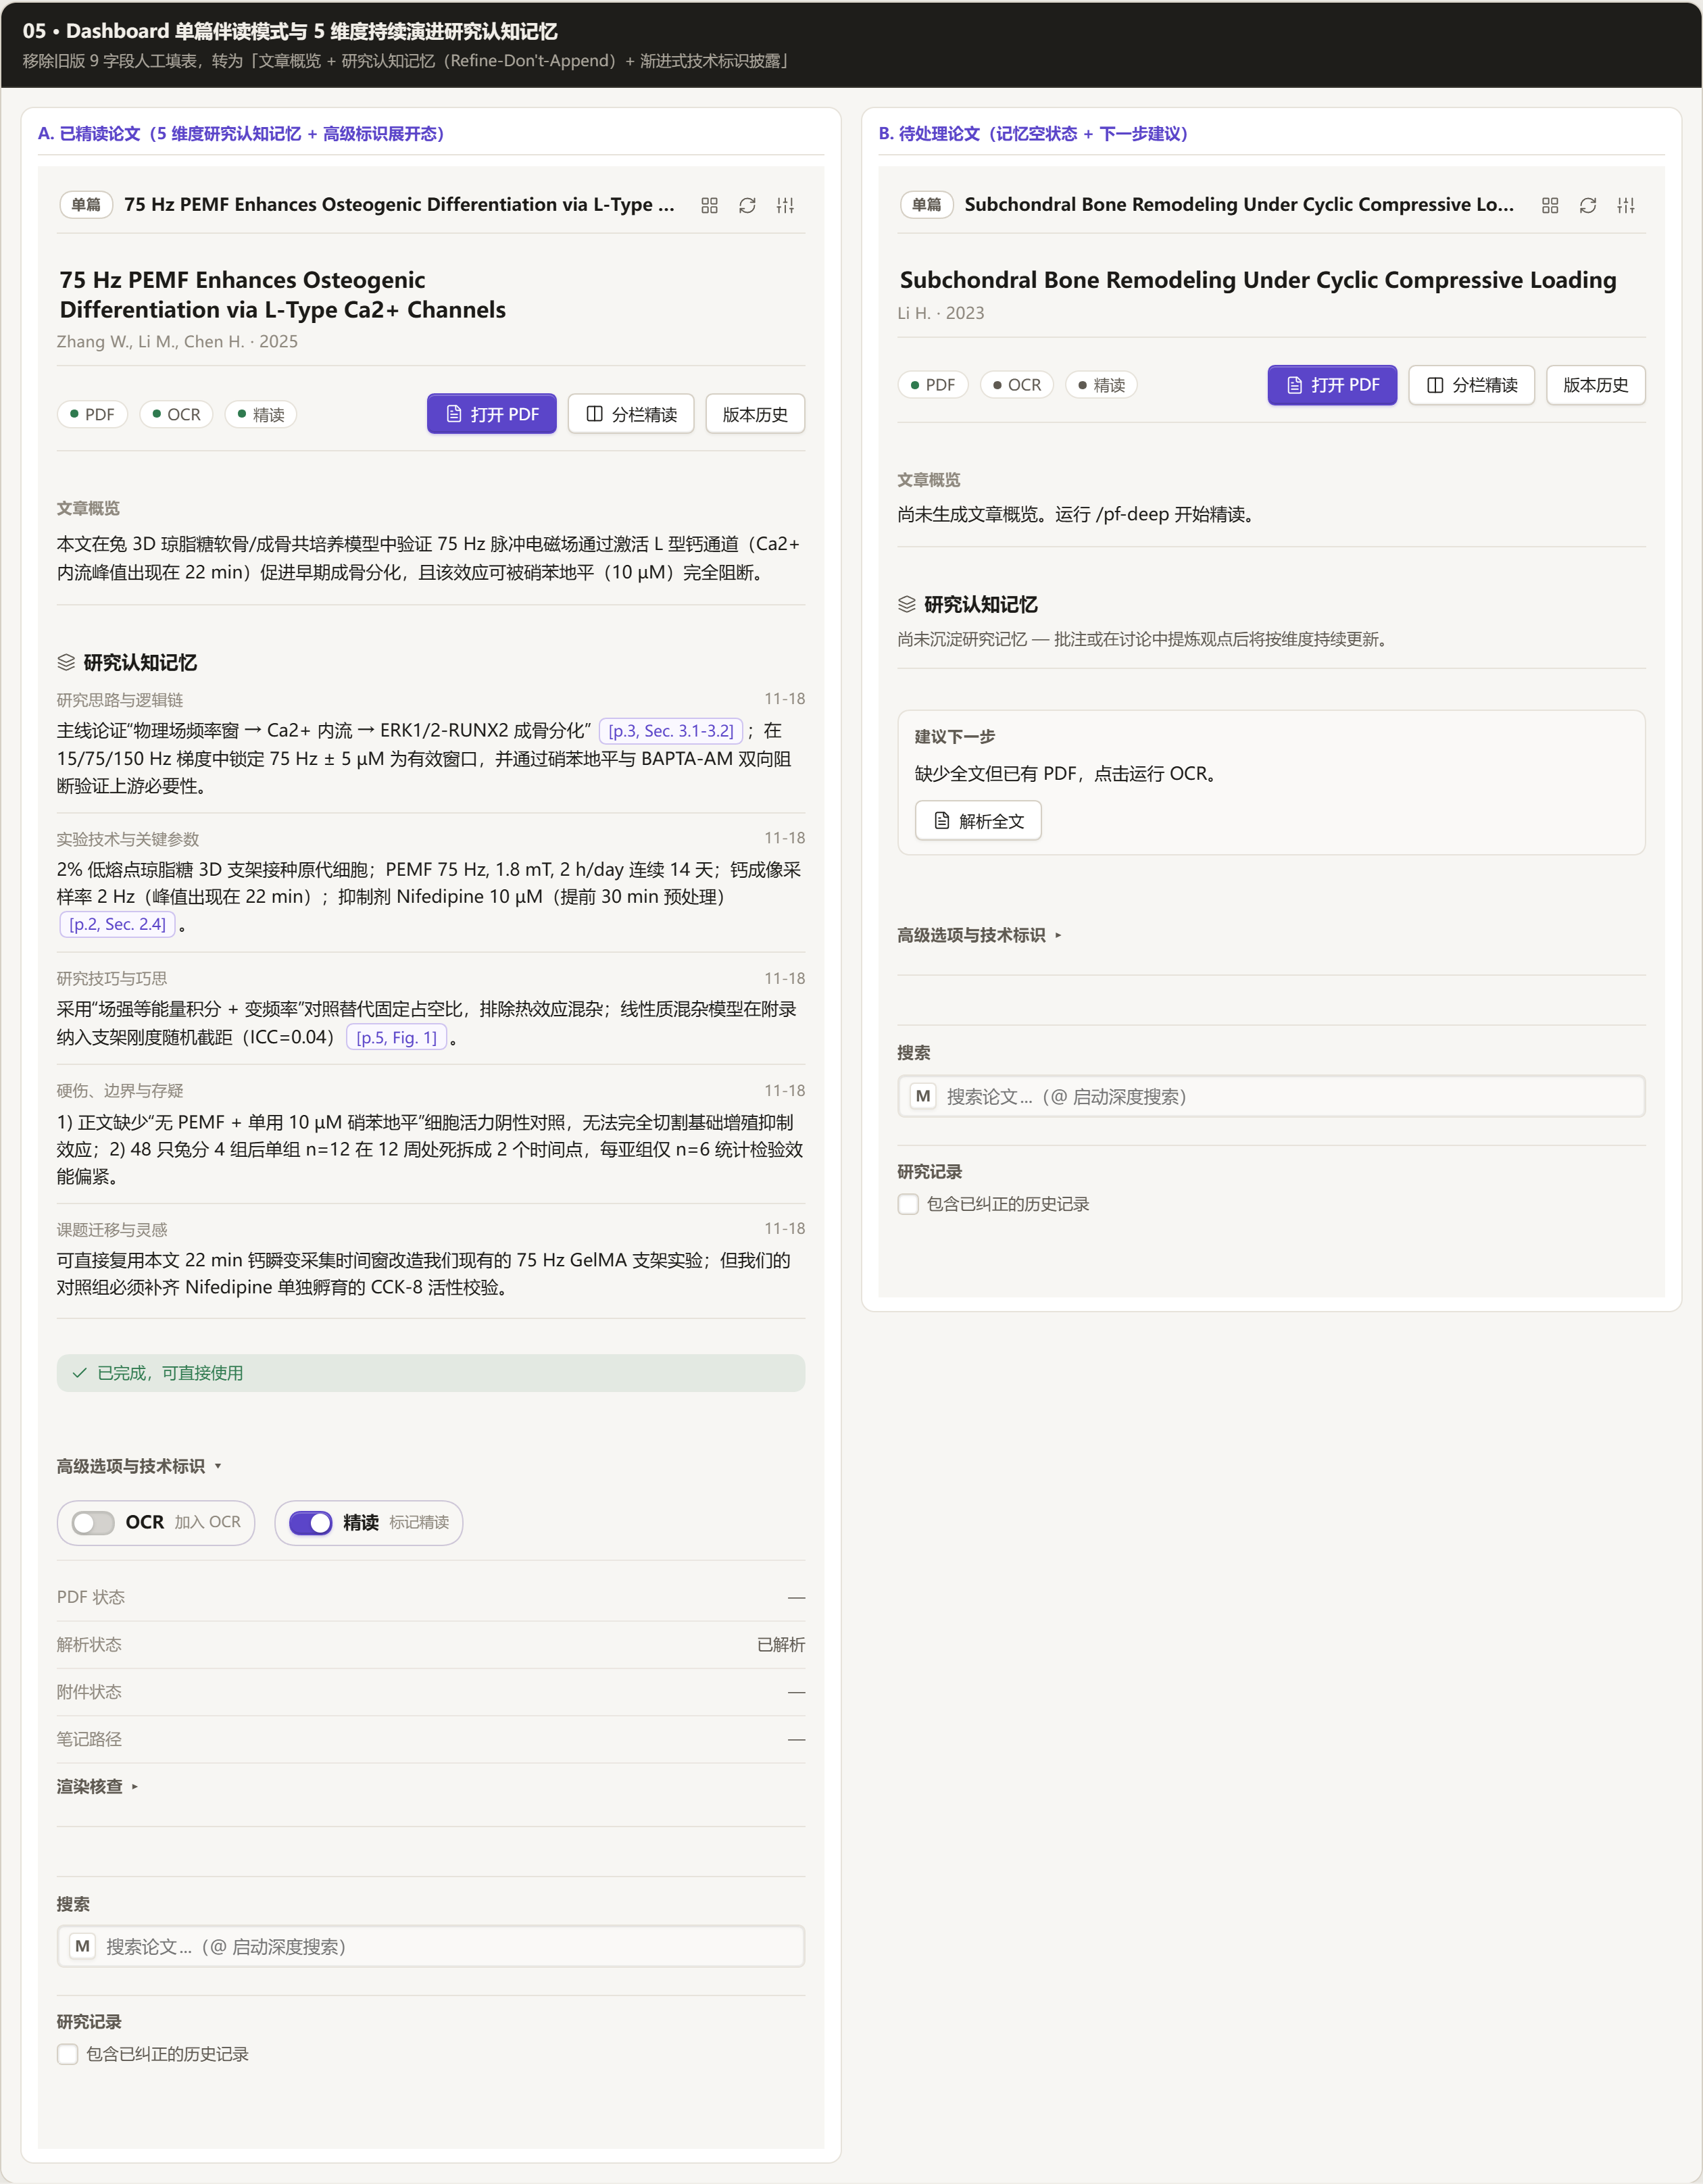 05 • Dashboard 单篇伴读模式与 5 维度持续演进研究认知记忆
移除旧版 9 字段人工填表，转为「文章概览 + 研究认知记忆（Refine-Don't-Append）+ 渐进式技术标识披露」
A. 已精读论文（5 维度研究认知记忆 + 高级标识展开态）
单篇 75 Hz PEMF Enhances Osteogenic Differentiation via L-Type ...
75 Hz PEMF Enhances Osteogenic
Differentiation via L-Type Ca2+ Channels
Zhang W., Li M., Chen H. · 2025
PDF OCR 精读 打开 PDF 分栏精读 版本历史
文章概览
本文在兔 3D 琼脂糖软骨/成骨共培养模型中验证 75 Hz 脉冲电磁场通过激活 L 型钙通道（Ca2+
内流峰值出现在 22 min）促进早期成骨分化，且该效应可被硝苯地平（10 μM）完全阻断。
研究认知记忆
研究思路与逻辑链 11-18
主线论证“物理场频率窗 → Ca2+ 内流 → ERK1/2-RUNX2 成骨分化” [p.3, Sec. 3.1-3.2] ；在
15/75/150 Hz 梯度中锁定 75 Hz ± 5 μM 为有效窗口，并通过硝苯地平与 BAPTA-AM 双向阻
断验证上游必要性。
实验技术与关键参数 11-18
2% 低熔点琼脂糖 3D 支架接种原代细胞；PEMF 75 Hz, 1.8 mT, 2 h/day 连续 14 天；钙成像采
样率 2 Hz（峰值出现在 22 min）；抑制剂 Nifedipine 10 μM（提前 30 min 预处理）
[p.2, Sec. 2.4] 。
研究技巧与巧思 11-18
采用“场强等能量积分 + 变频率”对照替代固定占空比，排除热效应混杂；线性质混杂模型在附录
纳入支架刚度随机截距（ICC=0.04） [p.5, Fig. 1] 。
硬伤、边界与存疑 11-18
1) 正文缺少“无 PEMF + 单用 10 μM 硝苯地平”细胞活力阴性对照，无法完全切割基础增殖抑制
效应；2) 48 只兔分 4 组后单组 n=12 在 12 周处死拆成 2 个时间点，每亚组仅 n=6 统计检验效
能偏紧。
课题迁移与灵感 11-18
可直接复用本文 22 min 钙瞬变采集时间窗改造我们现有的 75 Hz GelMA 支架实验；但我们的
对照组必须补齐 Nifedipine 单独孵育的 CCK-8 活性校验。
已完成，可直接使用
高级选项与技术标识 ▾
OCR 加入 OCR 精读 标记精读
PDF 状态 —
解析状态 已解析
附件状态 —
笔记路径 —
渲染核查 ▸
搜索
M 搜索论文...（@ 启动深度搜索）
研究记录
包含已纠正的历史记录
B. 待处理论文（记忆空状态 + 下一步建议）
单篇 Subchondral Bone Remodeling Under Cyclic Compressive Lo...
Subchondral Bone Remodeling Under Cyclic Compressive Loading
Li H. · 2023
PDF OCR 精读 打开 PDF 分栏精读 版本历史
文章概览
尚未生成文章概览。运行 /pf-deep 开始精读。
研究认知记忆
尚未沉淀研究记忆 — 批注或在讨论中提炼观点后将按维度持续更新。
建议下一步
缺少全文但已有 PDF，点击运行 OCR。
解析全文
高级选项与技术标识 ▸
搜索
M 搜索论文...（@ 启动深度搜索）
研究记录
包含已纠正的历史记录